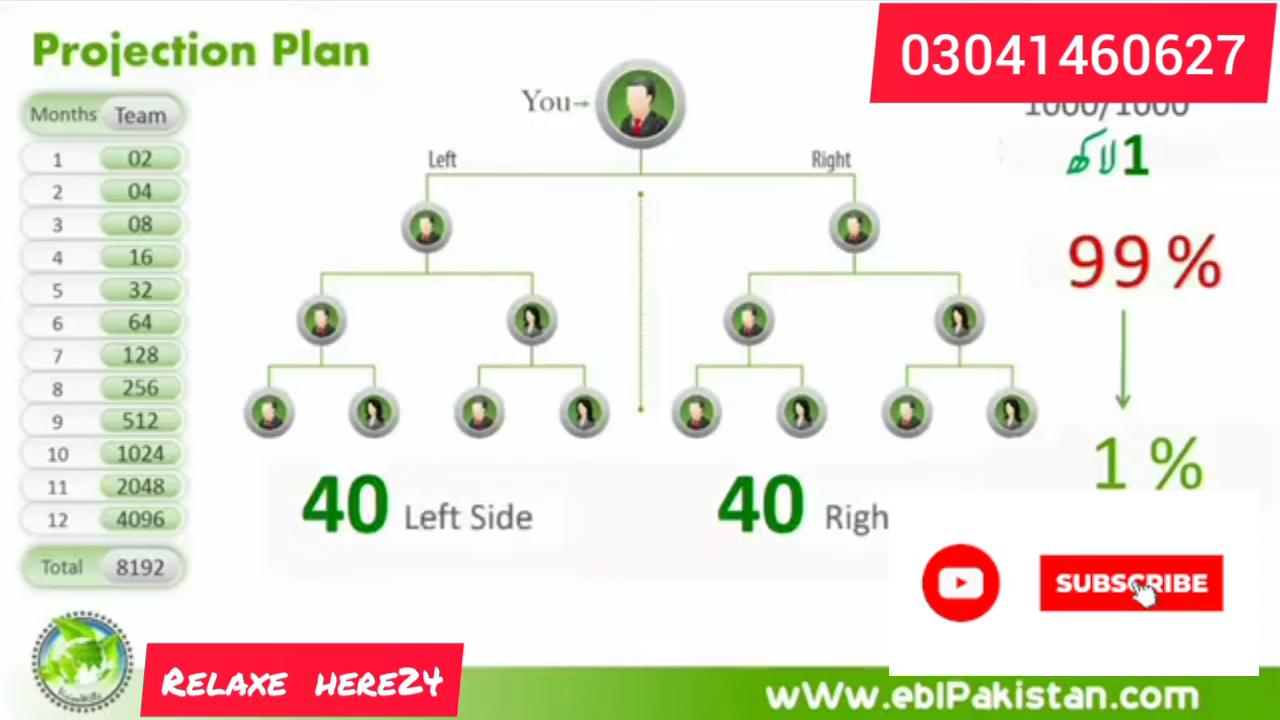 Projection Plan
03041460627
Months Team
You
1000/1000
1 لاکھ
Left
Right
1 02
2 04
3 08
4 16
5 32
6 64
7 128
8 256
9 512
10 1024
11 2048
12 4096
Total 8192
99 %
1 %
40 Left Side
40 Righ
SUBSCRIBE
RELAXE HERE24
wWw.eblPakistan.com